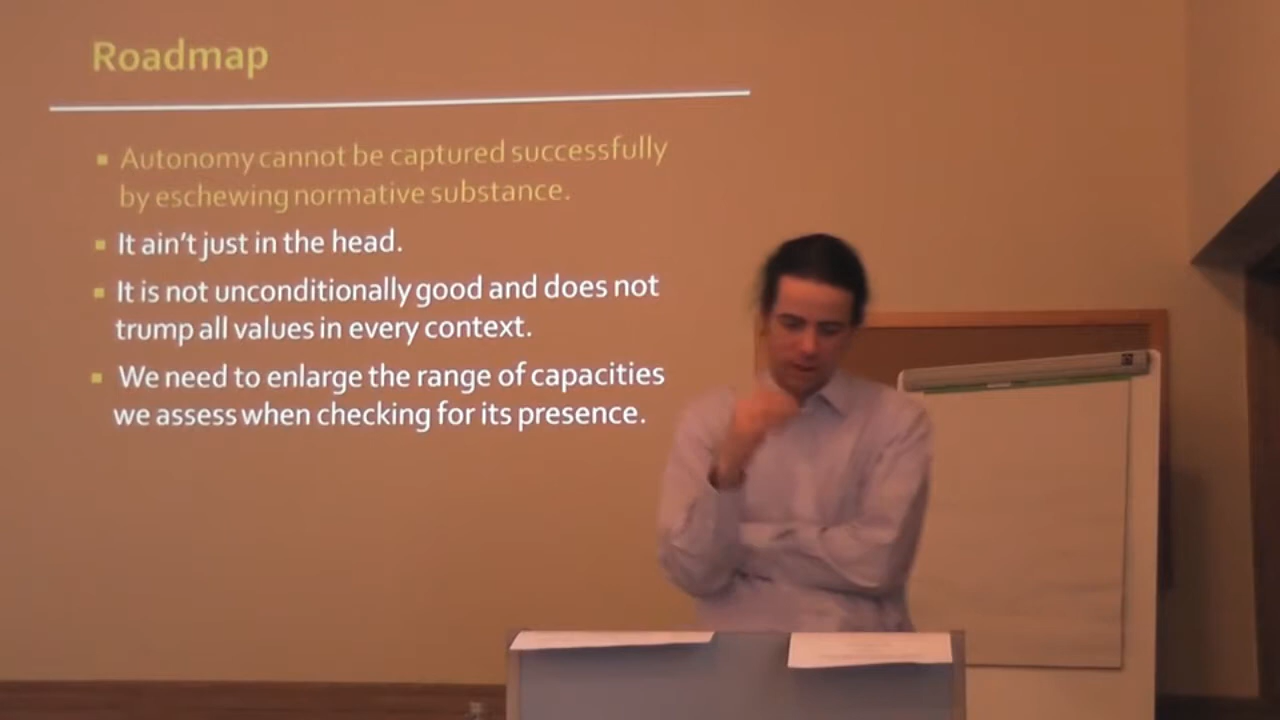 Roadmap
Autonomy cannot be captured successfully
by eschewing normative substance.
It ain't just in the head.
It is not unconditionally good and does not
trump all values in every context.
We need to enlarge the range of capacities
we assess when checking for its presence.